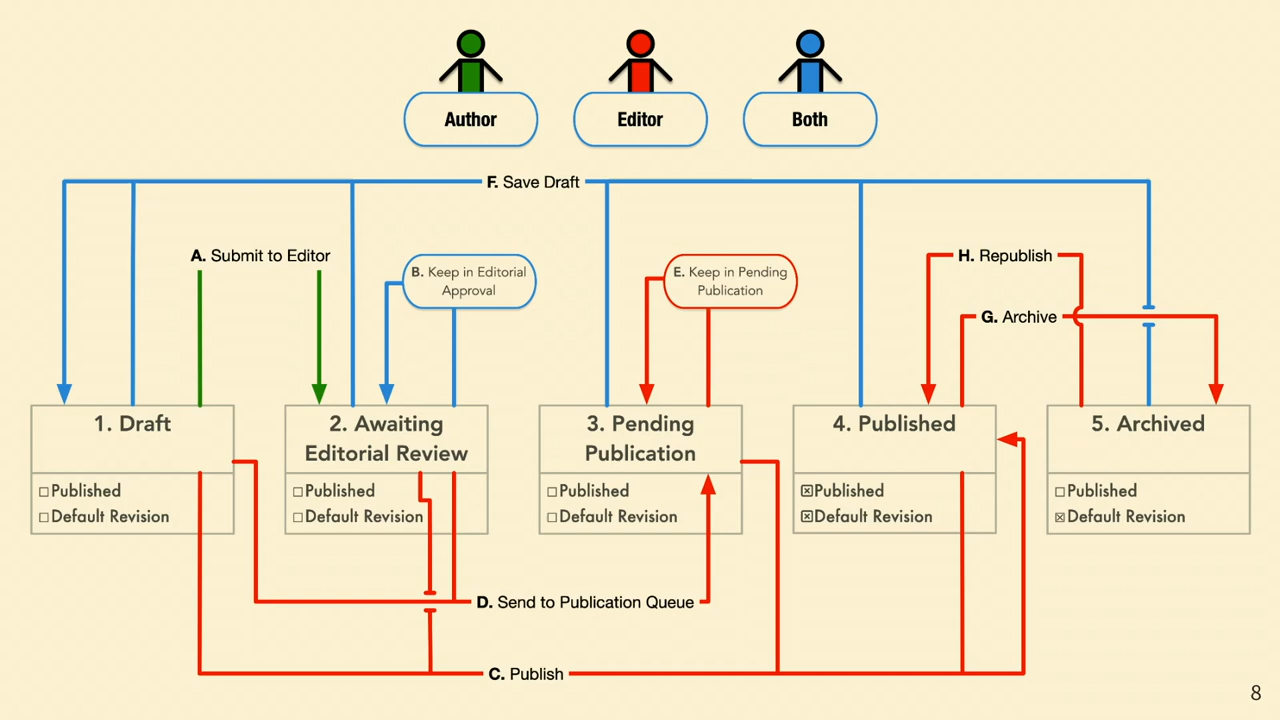 Author
Editor
Both
F. Save Draft
A. Submit to Editor
B. Keep in Editorial
Approval
E. Keep in Pending
Publication
H. Republish
G. Archive
1. Draft
☐Published
☐Default Revision
2. Awaiting
Editorial Review
☐Published
☐Default Revision
3. Pending
Publication
☐Published
☐Default Revision
4. Published
☒Published
☒Default Revision
5. Archived
☐Published
☒Default Revision
D. Send to Publication Queue
C. Publish
8